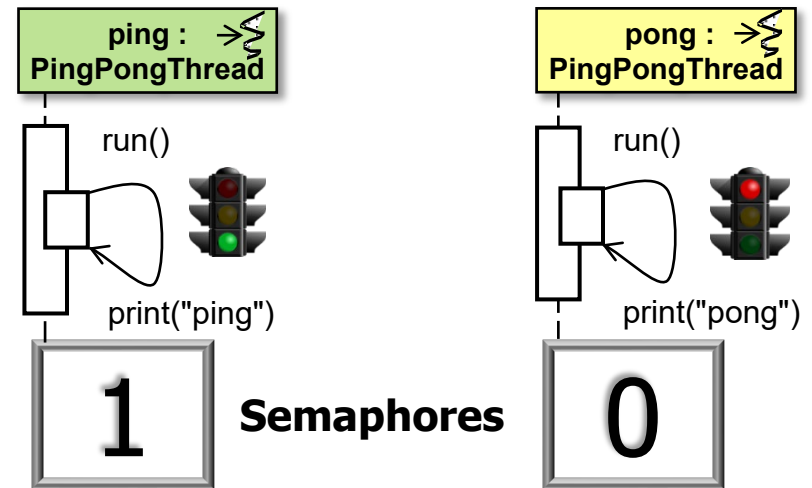 ping :
PingPongThread
run()
print("ping")
1
pong :
PingPongThread
run()
print("pong")
0
Semaphores